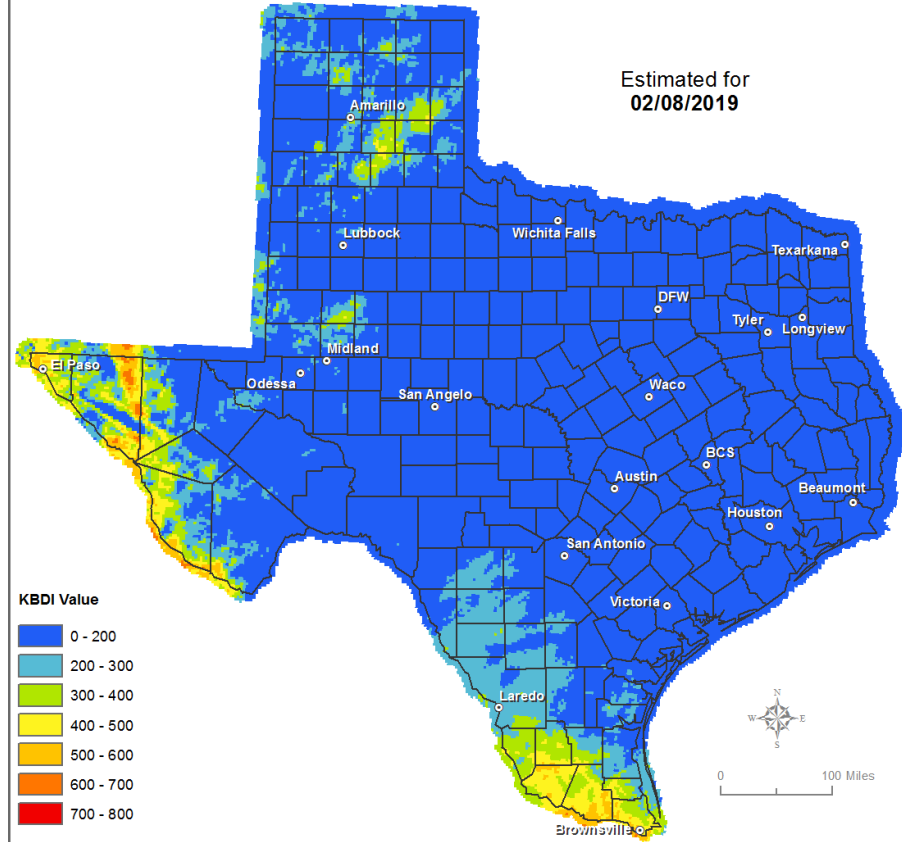 Estimated for
02/08/2019
Amarillo
Lubbock
Wichita Falls
Texarkana
DFW
Tyler
Longview
Midland
El Paso
Odessa
San Angelo
Waco
BCS
Austin
Beaumont
Houston
San Antonio
Victoria
Laredo
Brownsville
KBDI Value
0 - 200
200 - 300
300 - 400
400 - 500
500 - 600
600 - 700
700 - 800
N
W E
S
0 100 Miles